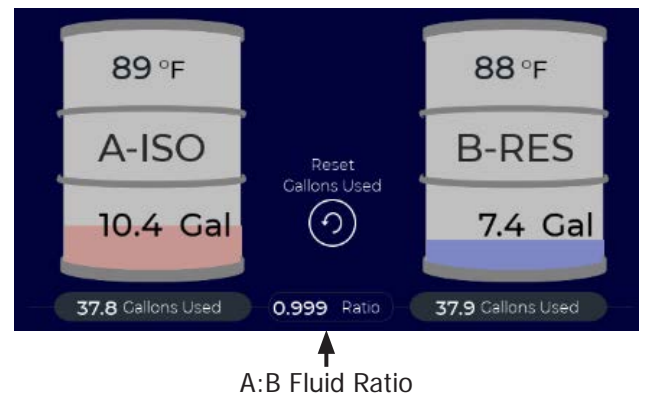 89 °F
88 °F
A-ISO
B-RES
Reset
Gallons Used
10.4 Gal
7.4 Gal
37.8 Gallons Used
0.999 Ratio
37.9 Gallons Used
A:B Fluid Ratio